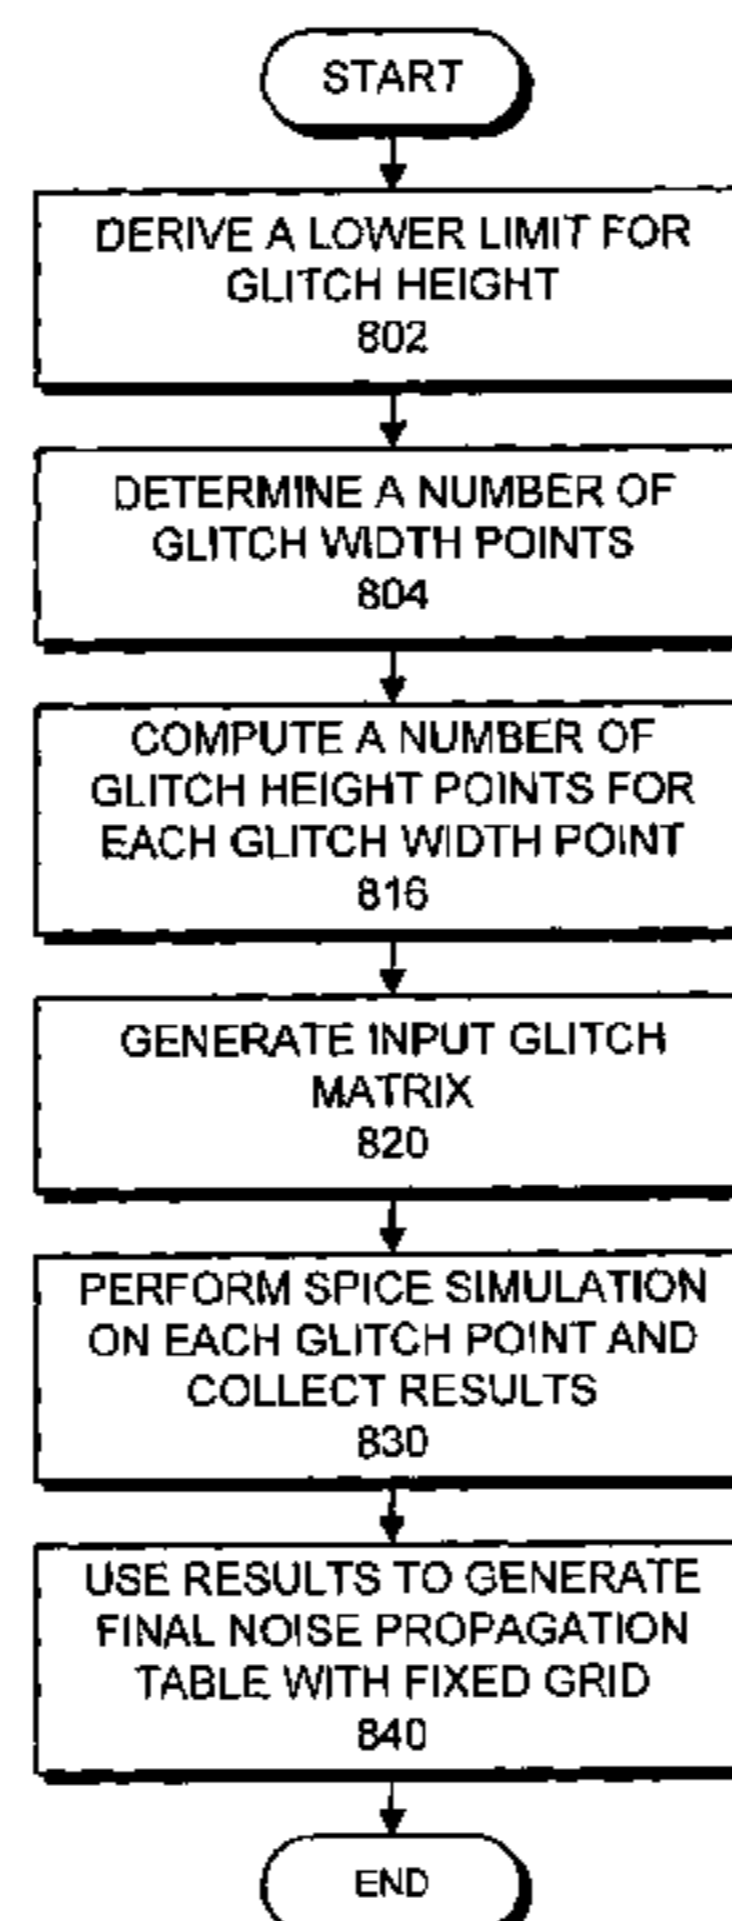 START
DERIVE A LOWER LIMIT FOR
GLITCH HEIGHT
802
DETERMINE A NUMBER OF
GLITCH WIDTH POINTS
804
COMPUTE A NUMBER OF
GLITCH HEIGHT POINTS FOR
EACH GLITCH WIDTH POINT
816
GENERATE INPUT GLITCH
MATRIX
820
PERFORM SPICE SIMULATION
ON EACH GLITCH POINT AND
COLLECT RESULTS
830
USE RESULTS TO GENERATE
FINAL NOISE PROPAGATION
TABLE WITH FIXED GRID
840
END